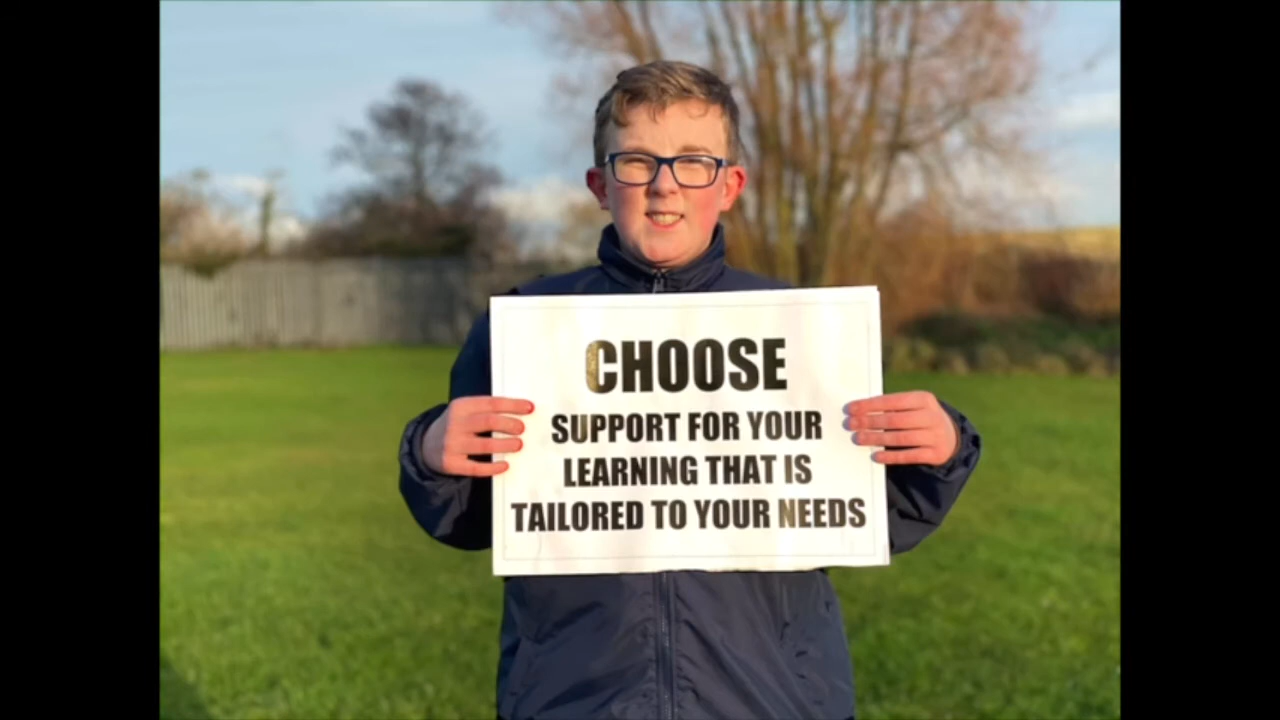 CHOOSE
SUPPORT FOR YOUR
LEARNING THAT IS
TAILORED TO YOUR NEEDS